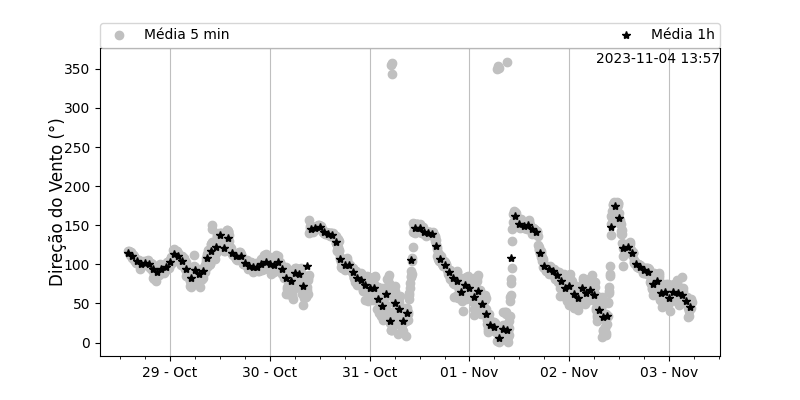 Média 5 min
Média 1h
2023-11-04 13:57
Direção do Vento (°)
350
300
250
200
150
100
50
0
29 - Oct
30 - Oct
31 - Oct
01 - Nov
02 - Nov
03 - Nov